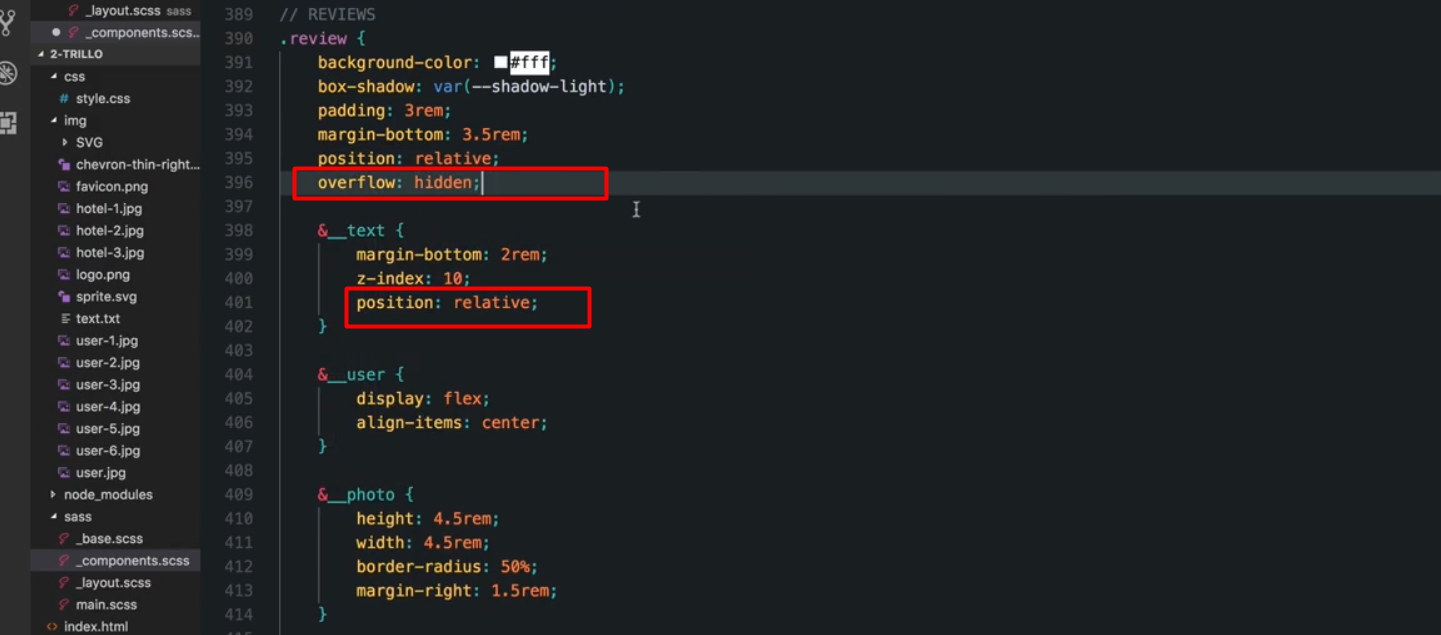 _layout.scss sass
_components.scs...
2-TRILLO
css
# style.css
img
SVG
chevron-thin-right...
favicon.png
hotel-1.jpg
hotel-2.jpg
hotel-3.jpg
logo.png
sprite.svg
text.txt
user-1.jpg
user-2.jpg
user-3.jpg
user-4.jpg
user-5.jpg
user-6.jpg
user.jpg
node_modules
sass
_base.scss
_components.scss
_layout.scss
main.scss
<> index.html
389 // REVIEWS
390 .review {
391 background-color: #fff;
392 box-shadow: var(--shadow-light);
393 padding: 3rem;
394 margin-bottom: 3.5rem;
395 position: relative;
396 overflow: hidden;
397
398 &__text {
399 margin-bottom: 2rem;
400 z-index: 10;
401 position: relative;
402 }
403
404 &__user {
405 display: flex;
406 align-items: center;
407 }
408
409 &__photo {
410 height: 4.5rem;
411 width: 4.5rem;
412 border-radius: 50%;
413 margin-right: 1.5rem;
414 }